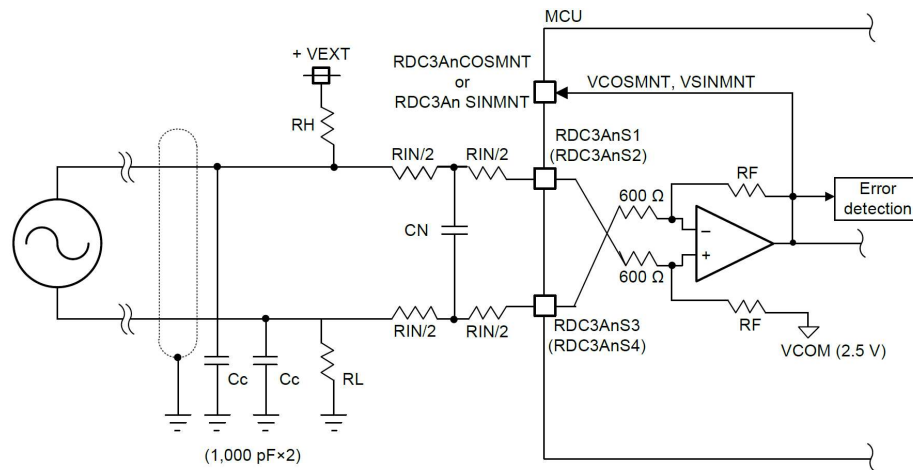 MCU
+ VEXT
RDC3AnCOSMNT
or
RDC3An SINMNT
VCOSMNT, VSINMNT
RH
RDC3AnS1
(RDC3AnS2)
RIN/2
RIN/2
600 Ω
RF
Error
detection
CN
−
+
600 Ω
RIN/2
RIN/2
RDC3AnS3
(RDC3AnS4)
RF
VCOM (2.5 V)
Cc
Cc
RL
(1,000 pF×2)